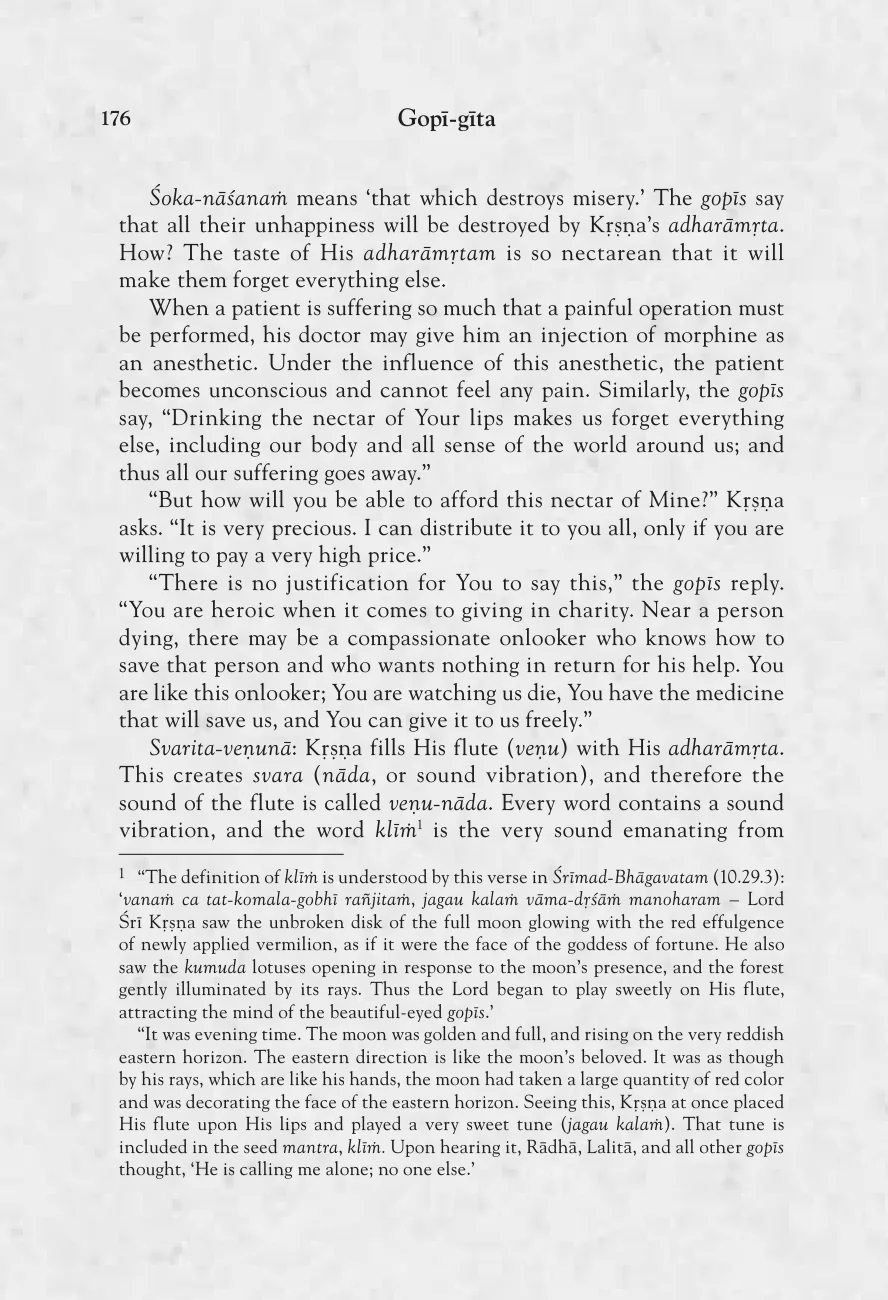 176
Gopī-gīta
Śoka-nāśanaṁ means ‘that which destroys misery.’ The gopīs say
that all their unhappiness will be destroyed by Kṛṣṇa’s adharāmṛta.
How? The taste of His adharāmṛtam is so nectarean that it will
make them forget everything else.
When a patient is suffering so much that a painful operation must
be performed, his doctor may give him an injection of morphine as
an anesthetic. Under the influence of this anesthetic, the patient
becomes unconscious and cannot feel any pain. Similarly, the gopīs
say, “Drinking the nectar of Your lips makes us forget everything
else, including our body and all sense of the world around us; and
thus all our suffering goes away.”
“But how will you be able to afford this nectar of Mine?” Kṛṣṇa
asks. “It is very precious. I can distribute it to you all, only if you are
willing to pay a very high price.”
“There is no justification for You to say this,” the gopīs reply.
“You are heroic when it comes to giving in charity. Near a person
dying, there may be a compassionate onlooker who knows how to
save that person and who wants nothing in return for his help. You
are like this onlooker; You are watching us die, You have the medicine
that will save us, and You can give it to us freely.”
Svarita-veṇunā: Kṛṣṇa fills His flute (veṇu) with His adharāmṛta.
This creates svara (nāda, or sound vibration), and therefore the
sound of the flute is called veṇu-nāda. Every word contains a sound
vibration, and the word klīṁ¹ is the very sound emanating from
1 “The definition of klīṁ is understood by this verse in Śrīmad-Bhāgavatam (10.29.3):
‘vanaṁ ca tat-komala-gobhī rañjitaṁ, jagau kalaṁ vāma-dṛśāṁ manoharam – Lord
Śrī Kṛṣṇa saw the unbroken disk of the full moon glowing with the red effulgence
of newly applied vermilion, as if it were the face of the goddess of fortune. He also
saw the kumuda lotuses opening in response to the moon’s presence, and the forest
gently illuminated by its rays. Thus the Lord began to play sweetly on His flute,
attracting the mind of the beautiful-eyed gopīs.’
“It was evening time. The moon was golden and full, and rising on the very reddish
eastern horizon. The eastern direction is like the moon’s beloved. It was as though
by his rays, which are like his hands, the moon had taken a large quantity of red color
and was decorating the face of the eastern horizon. Seeing this, Kṛṣṇa at once placed
His flute upon His lips and played a very sweet tune (jagau kalaṁ). That tune is
included in the seed mantra, klīṁ. Upon hearing it, Rādhā, Lalitā, and all other gopīs
thought, ‘He is calling me alone; no one else.’